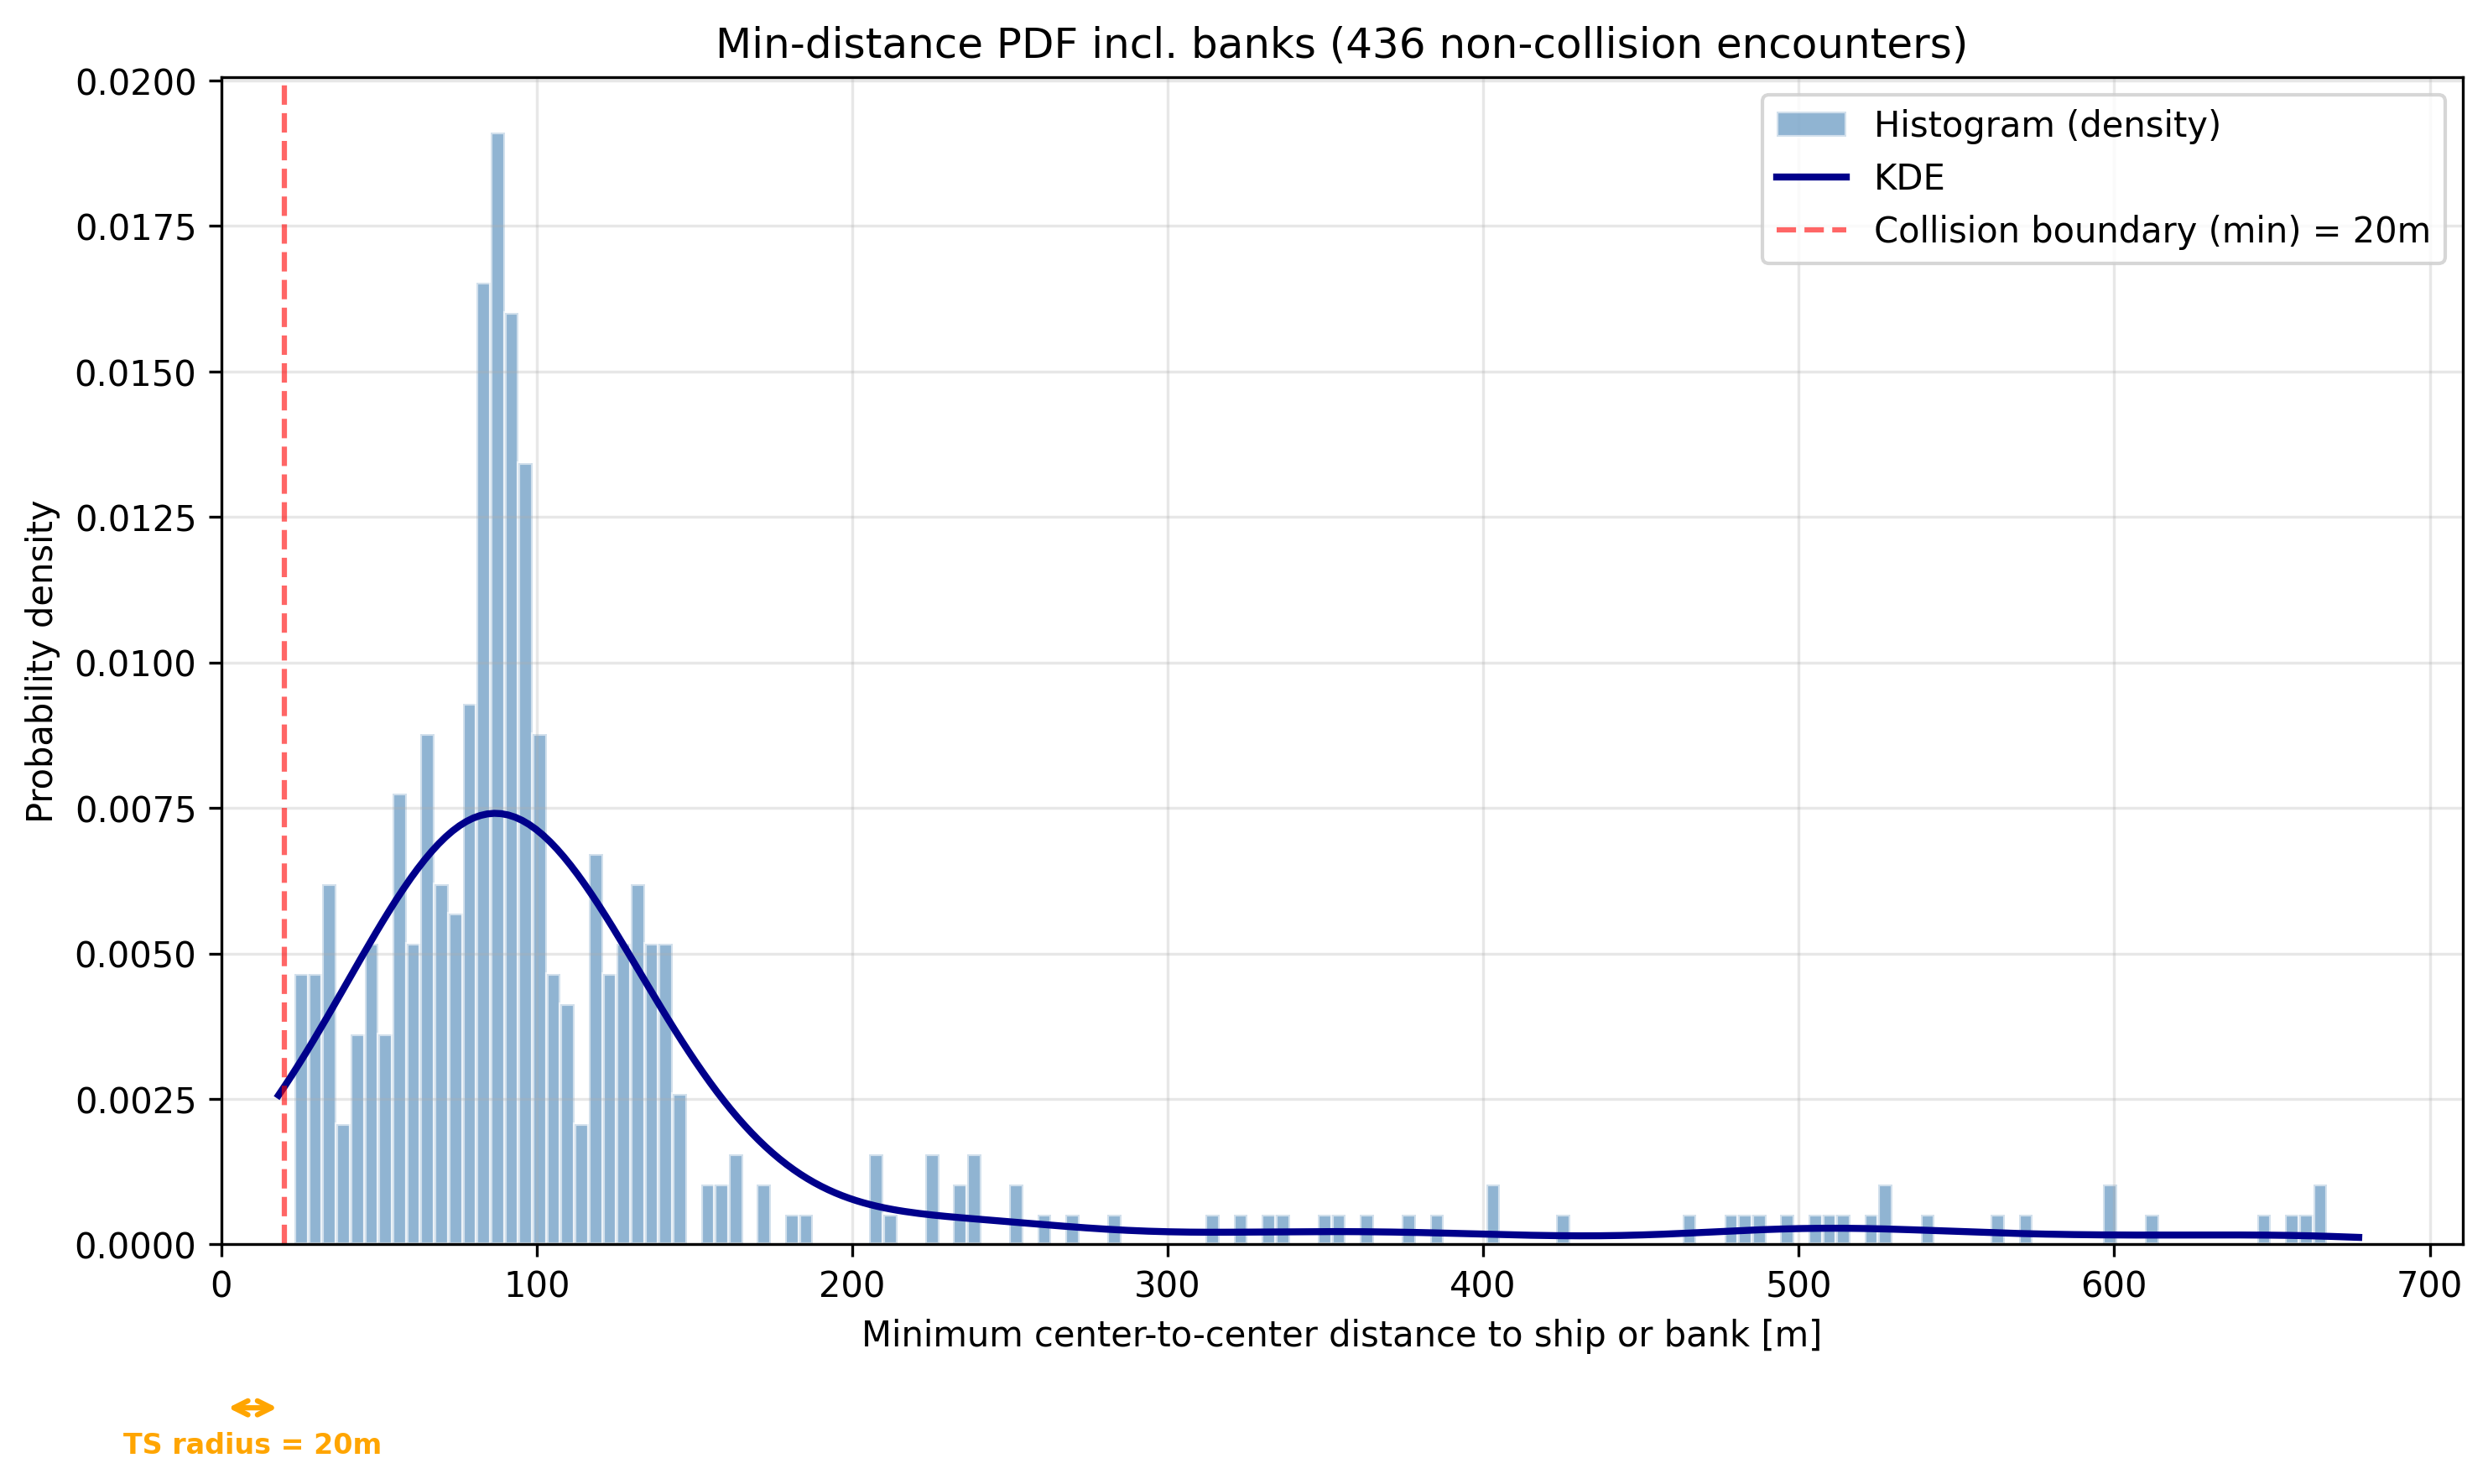 Min-distance PDF incl. banks (436 non-collision encounters)
Histogram (density)
KDE
Collision boundary (min) = 20m
Probability density
0.0200
0.0175
0.0150
0.0125
0.0100
0.0075
0.0050
0.0025
0.0000
0 100 200 300 400 500 600 700
Minimum center-to-center distance to ship or bank [m]
TS radius = 20m